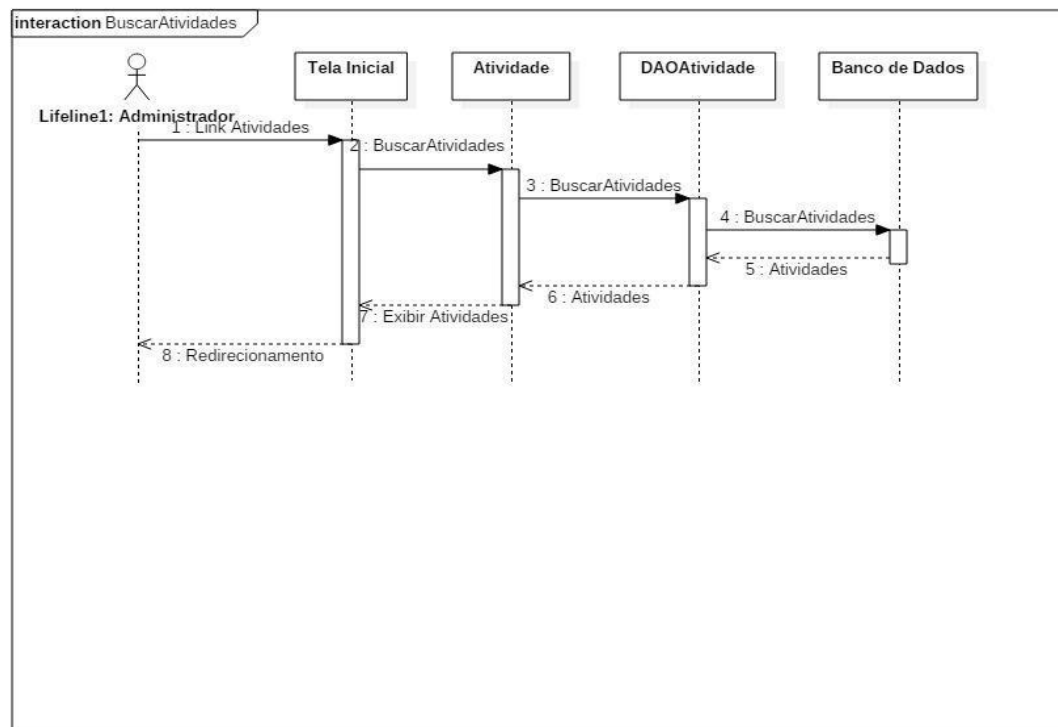 interaction BuscarAtividades
Tela Inicial
Atividade
DAOAtividade
Banco de Dados
Lifeline1: Administrador
1 : Link Atividades
2 : BuscarAtividades
3 : BuscarAtividades
4 : BuscarAtividades
5 : Atividades
6 : Atividades
7 : Exibir Atividades
8 : Redirecionamento